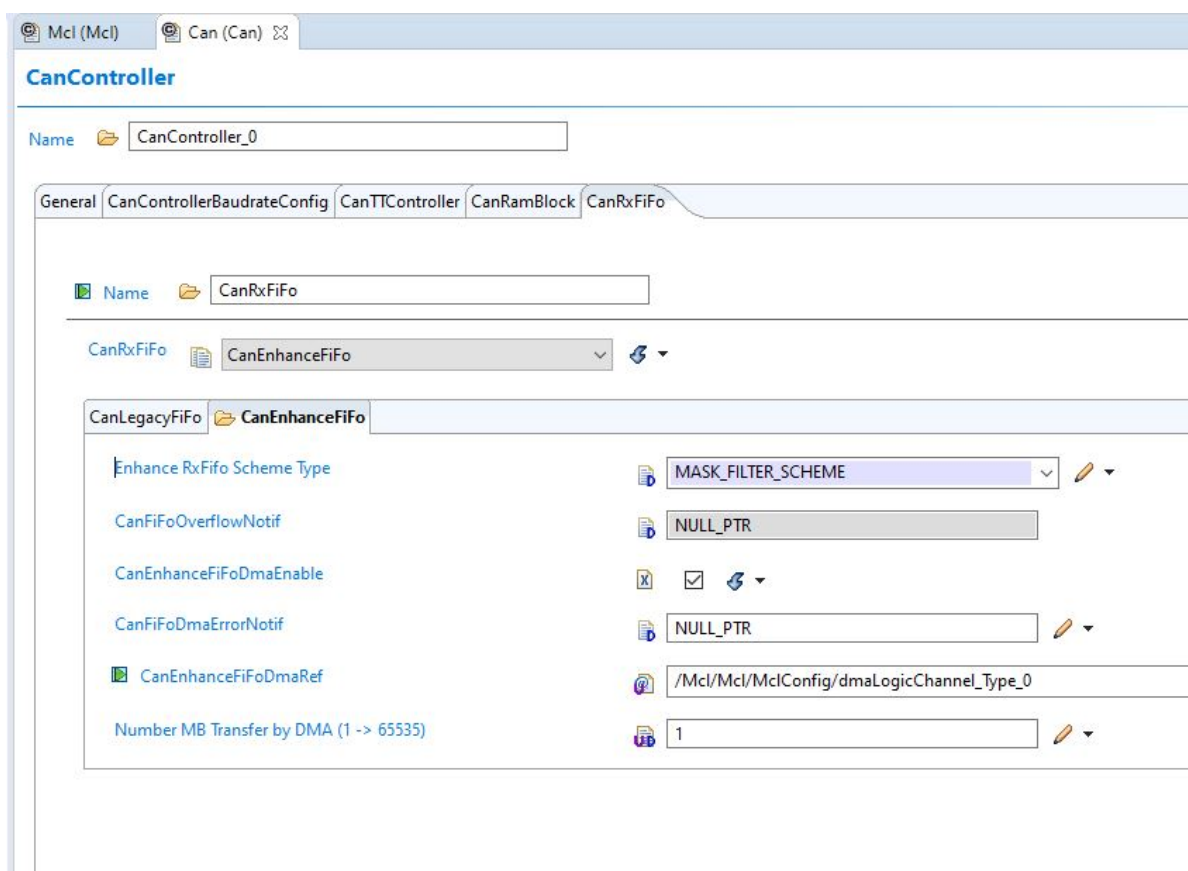 Mcl (Mcl) Can (Can)
CanController
Name CanController_0
General CanControllerBaudrateConfig CanTTController CanRamBlock CanRxFiFo
Name CanRxFiFo
CanRxFiFo CanEnhanceFiFo
CanLegacyFiFo CanEnhanceFiFo
Enhance RxFifo Scheme Type MASK_FILTER_SCHEME
CanFiFoOverflowNotif NULL_PTR
CanEnhanceFiFoDmaEnable
CanFiFoDmaErrorNotif NULL_PTR
CanEnhanceFiFoDmaRef /Mcl/Mcl/MclConfig/dmaLogicChannel_Type_0
Number MB Transfer by DMA (1 -> 65535) 1